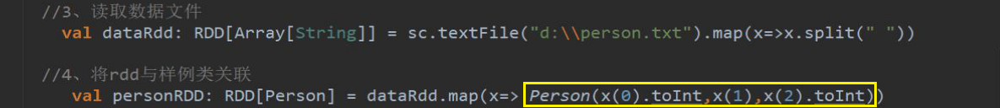 //3、读取数据文件
val dataRdd: RDD[Array[String]] = sc.textFile("d:\\person.txt").map(x=>x.split(" "))
//4、将rdd与样例类关联
val personRDD: RDD[Person] = dataRdd.map(x=> Person(x(0).toInt,x(1),x(2).toInt))